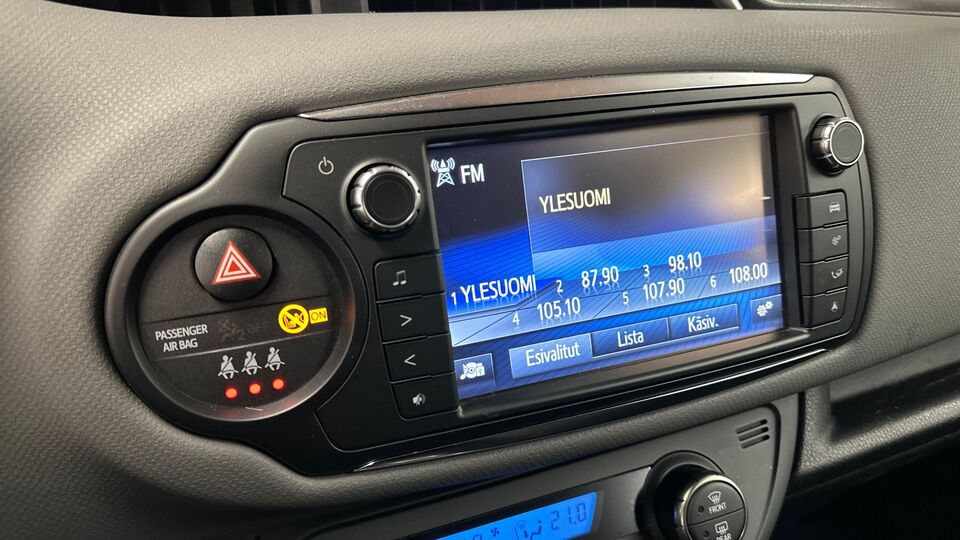 FM
YLESUOMI
1 YLESUOMI
2 87.90
3 98.10
4 105.10
5 107.90
6 108.00
Esivalitut
Lista
Käsiv.
PASSENGER
AIR BAG
OFF
ON
21.0
FRONT
REAR